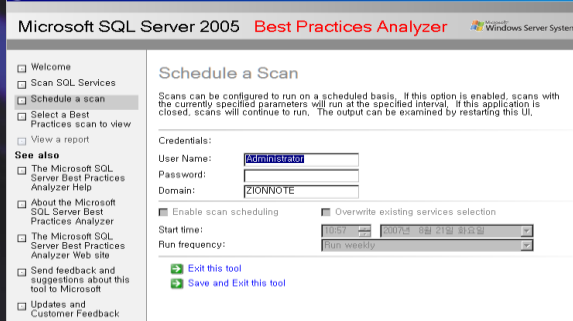 Microsoft SQL Server 2005 Best Practices Analyzer
Microsoft
Windows Server System
Welcome
Scan SQL Services
Schedule a scan
Select a Best
Practices scan to view
View a report
See also
The Microsoft SQL
Server Best Practices
Analyzer Help
About the Microsoft
SQL Server Best
Practices Analyzer
The Microsoft SQL
Server Best Practices
Analyzer Web site
Send feedback and
suggestions about this
tool to Microsoft
Updates and
Customer Feedback
Schedule a Scan
Scans can be configured to run on a scheduled basis, If this option is enabled, scans with
the currently specified parameters will run at the specified interval, If this application is
closed, scans will continue to run, The output can be examined by restarting this UI,
Credentials:
User Name: Administrator
Password:
Domain: ZIONNOTE
Enable scan scheduling Overwrite existing services selection
Start time: 10:57 2007년 8월 21일 화요일
Run frequency: Run weekly
Exit this tool
Save and Exit this tool